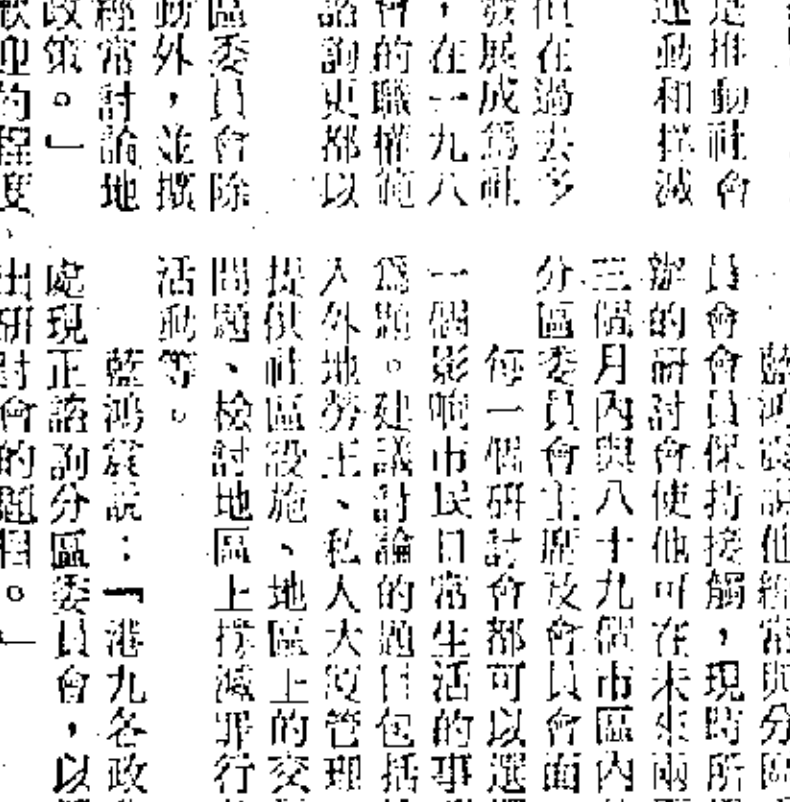 是推動社會
運動和撲滅
但在過去多
發展成爲社
，在一九八
會的職權範
諮詢更都以
區委員會除
動外，並擴
經常討論地
政策。」
歡迎的程度
藍鴻震說他經常與分區
員會會員保持接觸，現時所
辦的研討會使他可在未來兩
三個月內與八十九個市區內
分區委員會主席及會員會面
每一個研討會都可以選
一個影响市民日常生活的事
爲題。建議討論的題目包括
入外地勞工、私人大廈管理
提供社區設施、地區上的交
問題、檢討地區上撲滅罪行
活動等。
藍鴻震說：「港九各政
處現正諮詢分區委員會，以
出研討會的題目。」